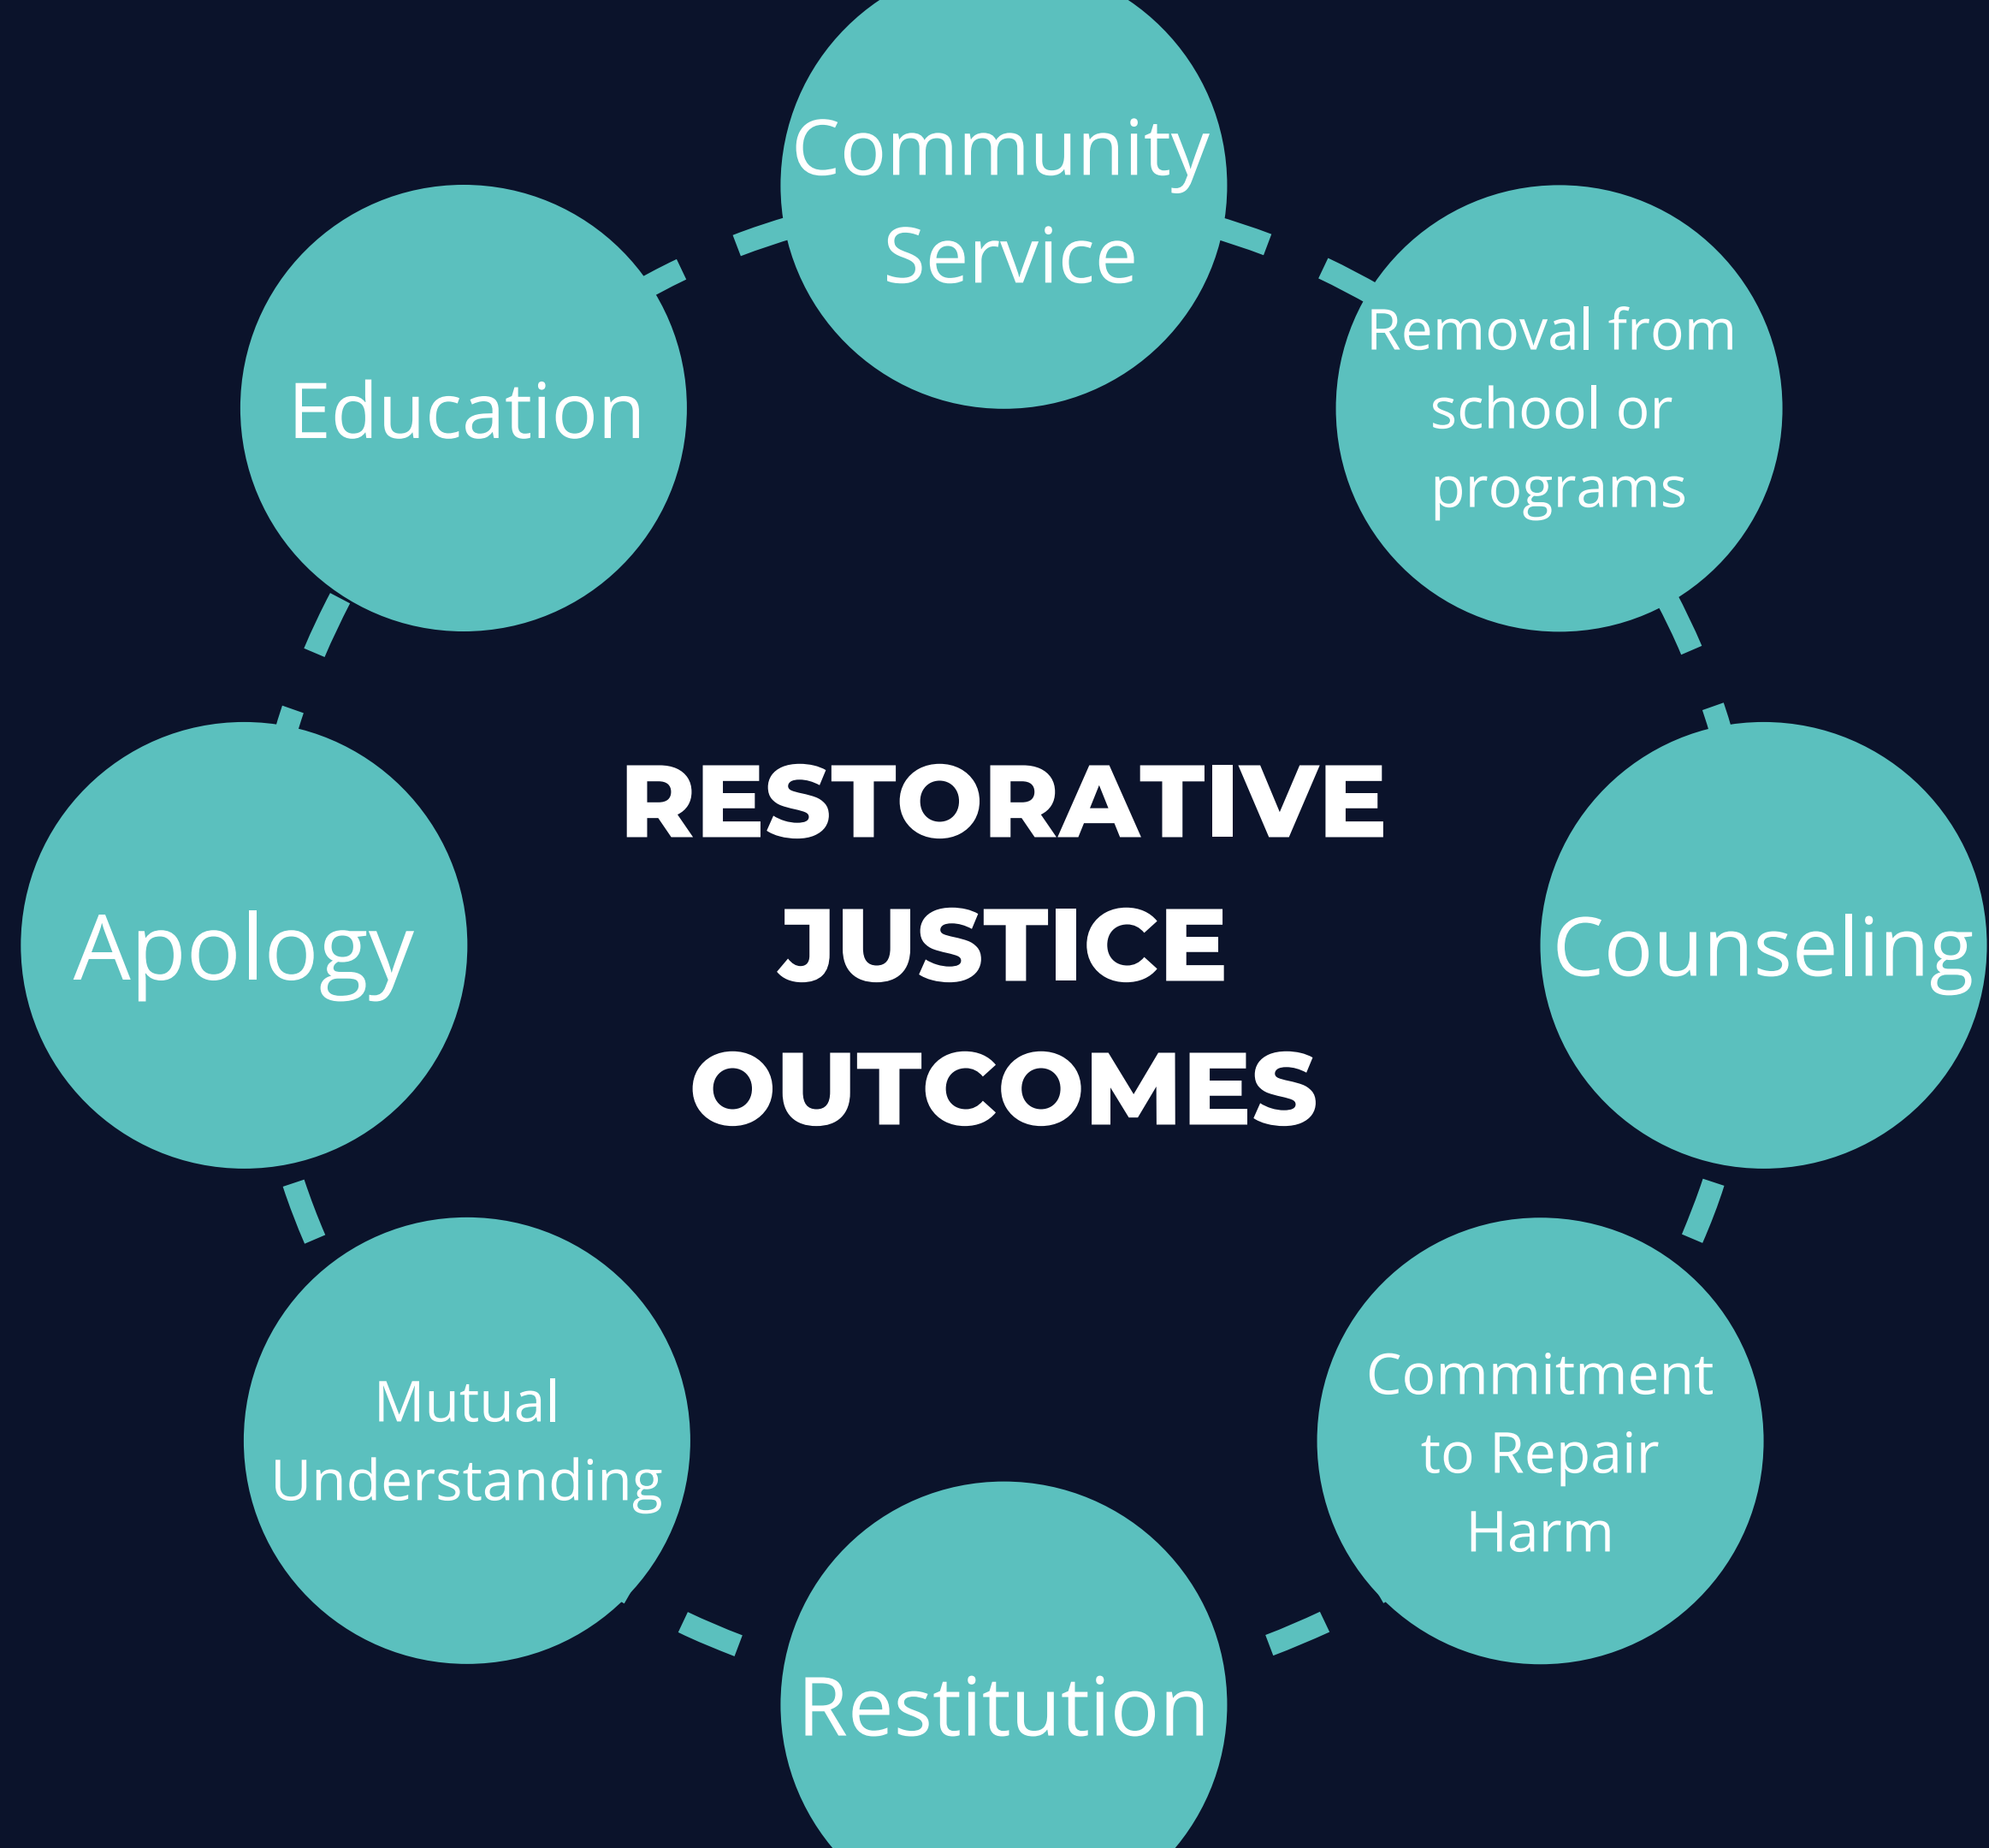 Community
Service
Removal from
school or
programs
Education
RESTORATIVE
JUSTICE
OUTCOMES
Apology
Counseling
Mutual
Understanding
Commitment
to Repair
Harm
Restitution